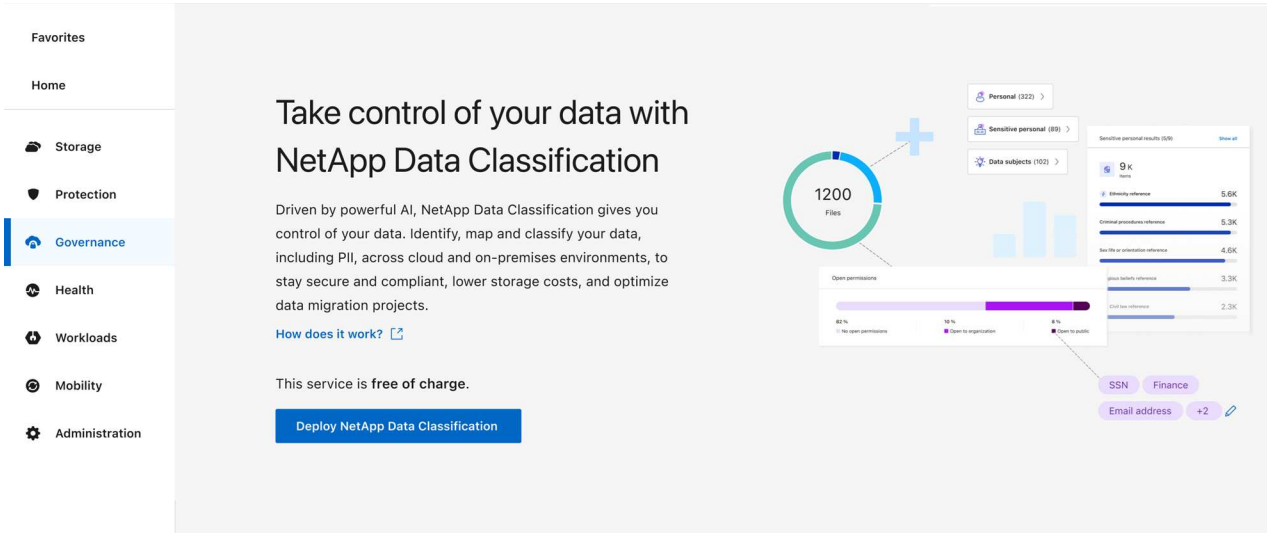 Favorites
Home
Storage
Protection
Governance
Health
Workloads
Mobility
Administration
Take control of your data with
NetApp Data Classification
Driven by powerful AI, NetApp Data Classification gives you
control of your data. Identify, map and classify your data,
including PII, across cloud and on-premises environments, to
stay secure and compliant, lower storage costs, and optimize
data migration projects.
How does it work?
This service is free of charge.
Deploy NetApp Data Classification
1200
Files
Personal (322) >
Sensitive personal (89) >
Data subjects (102) >
Sensitive personal results (9/9) Show all
9 K
Items
Ethnicity reference 5.6K
Criminal procedures reference 5.3K
Sex life or orientation reference 4.6K
beliefs reference 3.3K
Civil law reference 2.3K
Open permissions
82 % 10 % 8 %
No open permissions Open to organization Open to public
SSN Finance
Email address +2